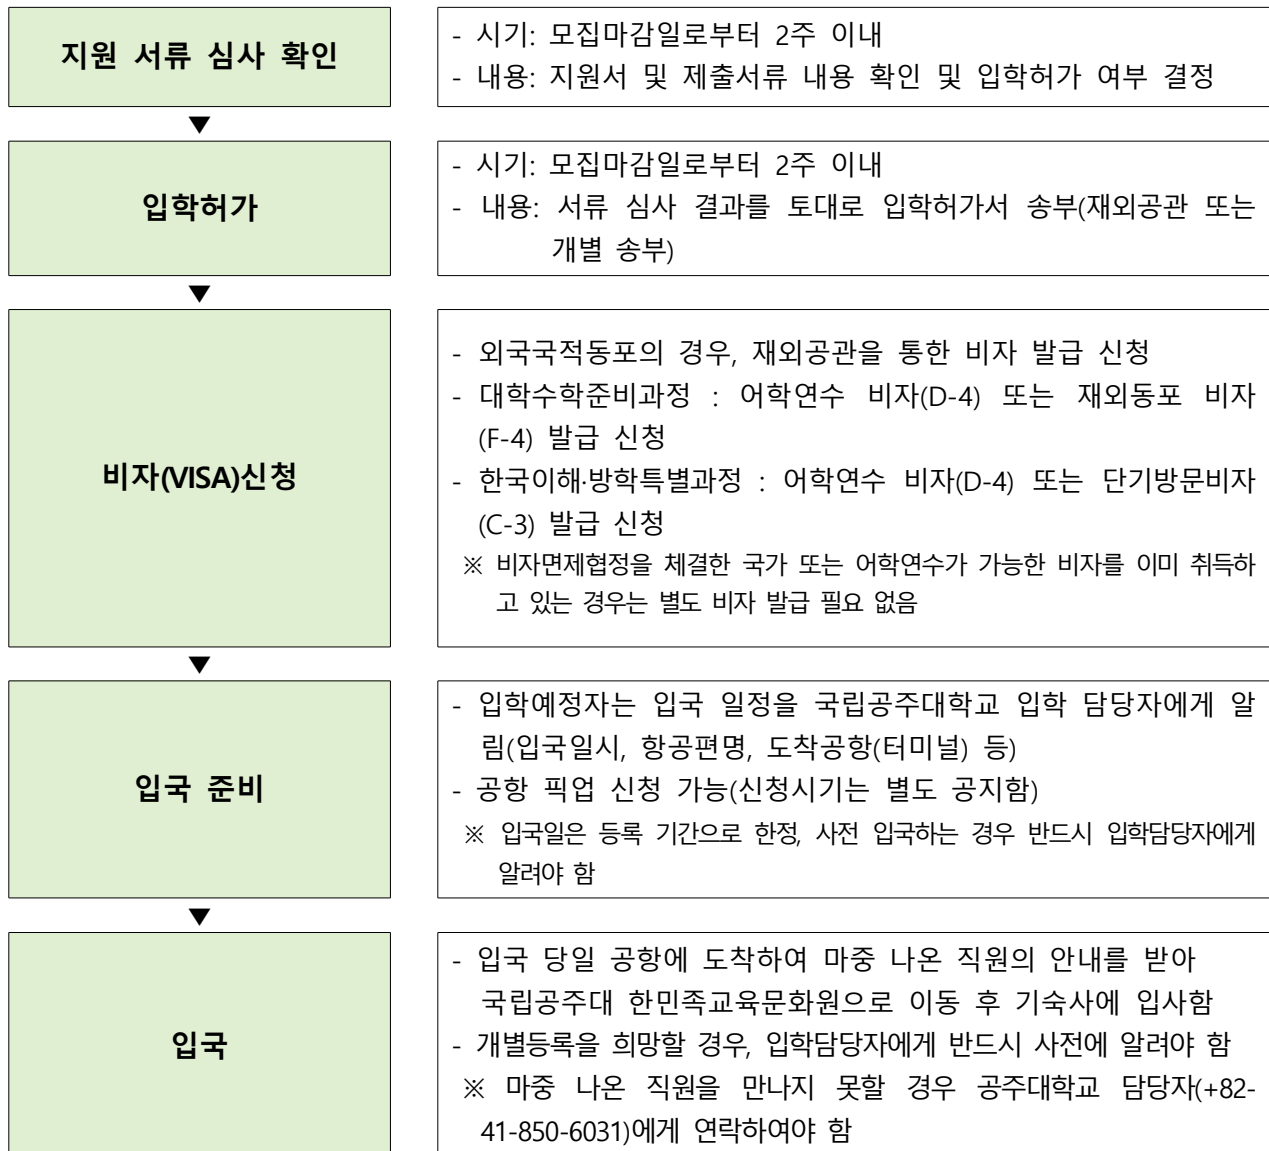 지원 서류 심사 확인
- 시기: 모집마감일로부터 2주 이내
- 내용: 지원서 및 제출서류 내용 확인 및 입학허가 여부 결정
▼
입학허가
- 시기: 모집마감일로부터 2주 이내
- 내용: 서류 심사 결과를 토대로 입학허가서 송부(재외공관 또는
개별 송부)
▼
비자(VISA)신청
- 외국국적동포의 경우, 재외공관을 통한 비자 발급 신청
- 대학수학준비과정 : 어학연수 비자(D-4) 또는 재외동포 비자
(F-4) 발급 신청
- 한국이해·방학특별과정 : 어학연수 비자(D-4) 또는 단기방문비자
(C-3) 발급 신청
※ 비자면제협정을 체결한 국가 또는 어학연수가 가능한 비자를 이미 취득하
고 있는 경우는 별도 비자 발급 필요 없음
▼
입국 준비
- 입학예정자는 입국 일정을 국립공주대학교 입학 담당자에게 알
림(입국일시, 항공편명, 도착공항(터미널) 등)
- 공항 픽업 신청 가능(신청시기는 별도 공지함)
※ 입국일은 등록 기간으로 한정, 사전 입국하는 경우 반드시 입학담당자에게
알려야 함
▼
입국
- 입국 당일 공항에 도착하여 마중 나온 직원의 안내를 받아
국립공주대 한민족교육문화원으로 이동 후 기숙사에 입사함
- 개별등록을 희망할 경우, 입학담당자에게 반드시 사전에 알려야 함
※ 마중 나온 직원을 만나지 못할 경우 공주대학교 담당자(+82-
41-850-6031)에게 연락하여야 함